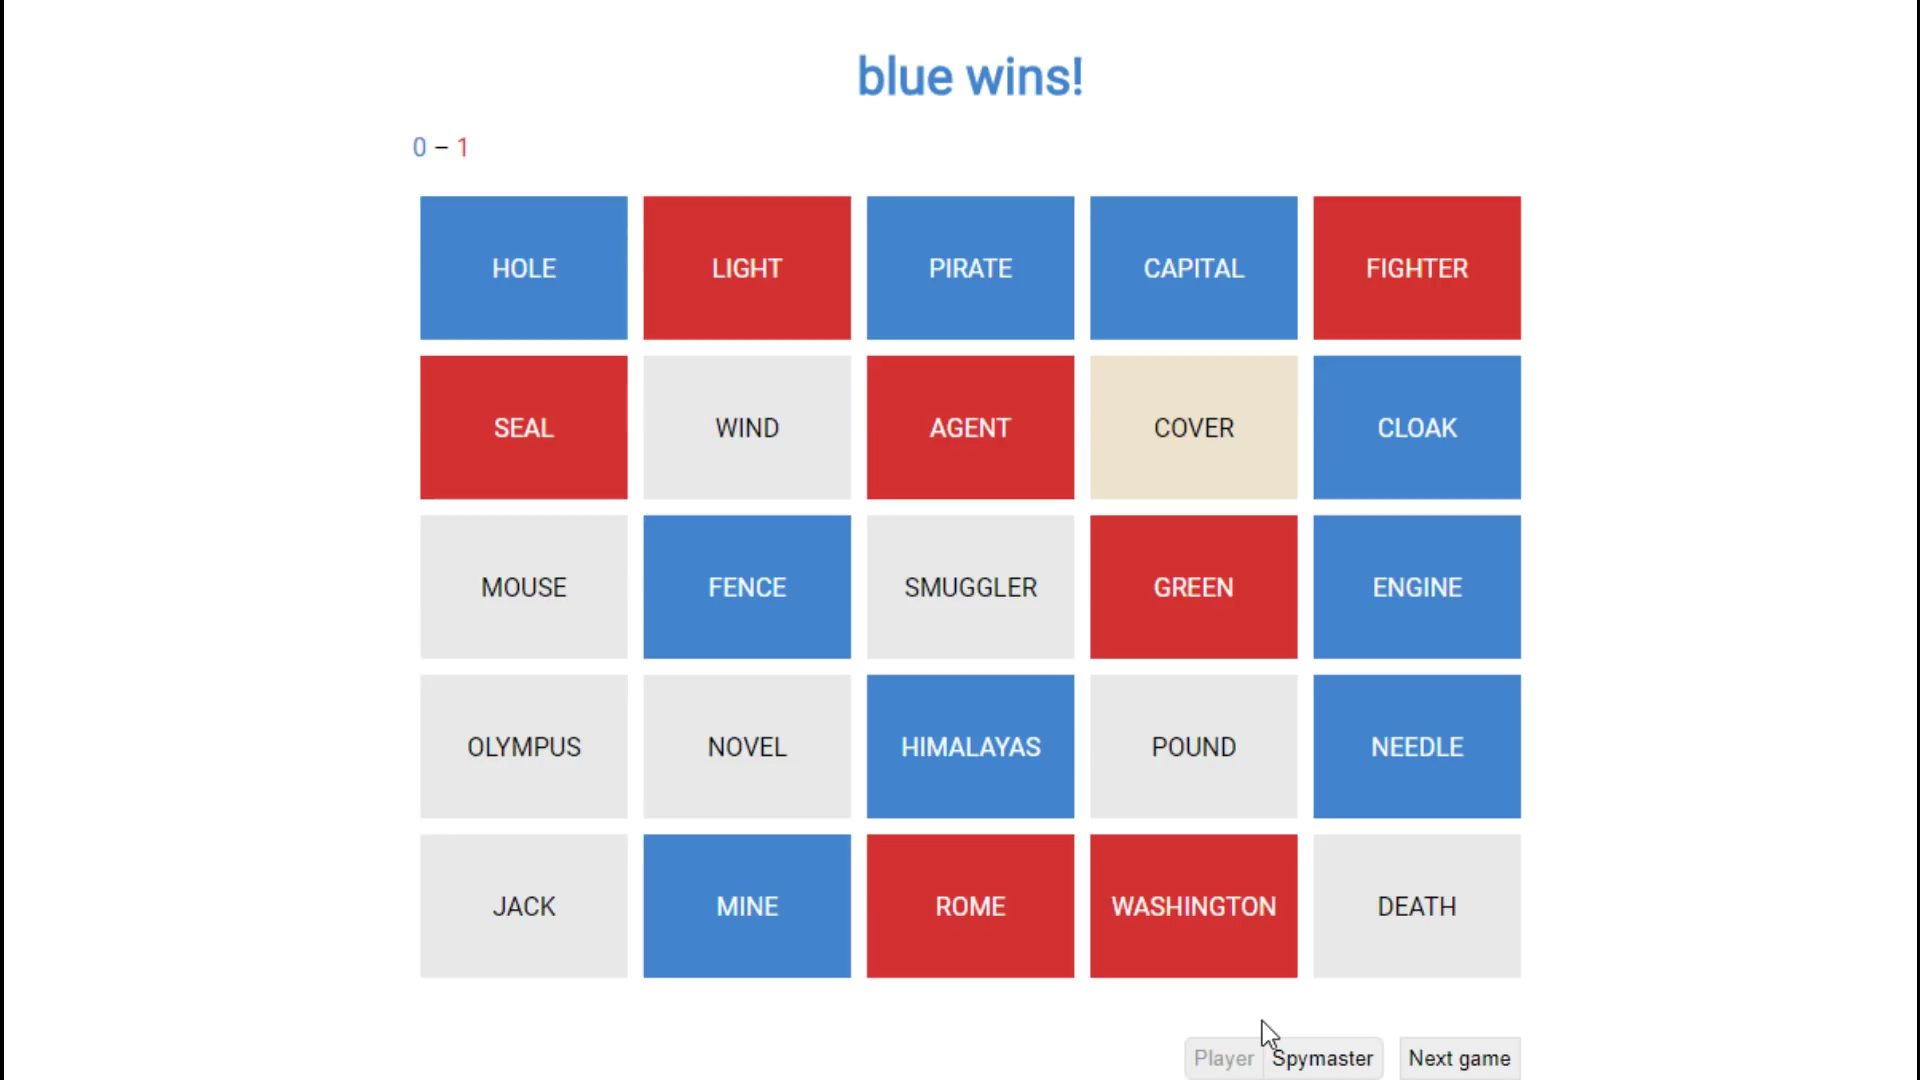 blue wins!
0 – 1
HOLE LIGHT PIRATE CAPITAL FIGHTER
SEAL WIND AGENT COVER CLOAK
MOUSE FENCE SMUGGLER GREEN ENGINE
OLYMPUS NOVEL HIMALAYAS POUND NEEDLE
JACK MINE ROME WASHINGTON DEATH
Player Spymaster Next game